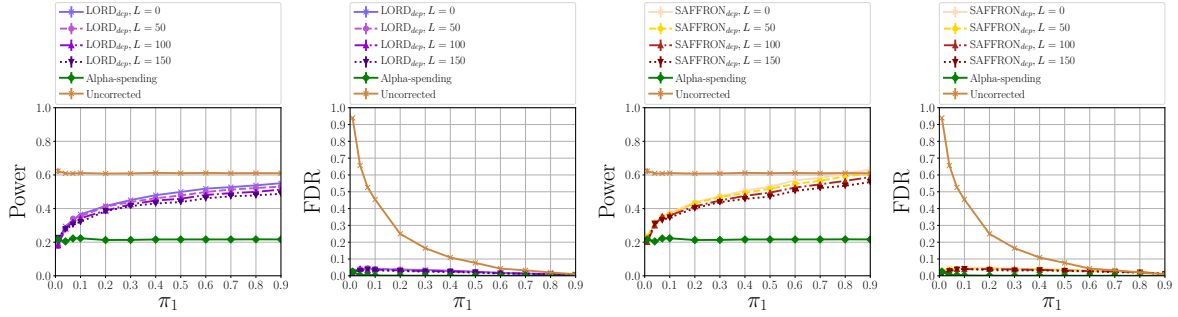 LORD_dep, L = 0
LORD_dep, L = 50
LORD_dep, L = 100
LORD_dep, L = 150
Alpha-spending
Uncorrected
1.0
0.8
0.6
0.4
0.2
0.0
Power
0.0 0.1 0.2 0.3 0.4 0.5 0.6 0.7 0.8 0.9
π₁
LORD_dep, L = 0
LORD_dep, L = 50
LORD_dep, L = 100
LORD_dep, L = 150
Alpha-spending
Uncorrected
1.0
0.9
0.8
0.7
0.6
0.5
0.4
0.3
0.2
0.1
0.0
FDR
0.0 0.1 0.2 0.3 0.4 0.5 0.6 0.7 0.8 0.9
π₁
SAFFRON_dep, L = 0
SAFFRON_dep, L = 50
SAFFRON_dep, L = 100
SAFFRON_dep, L = 150
Alpha-spending
Uncorrected
1.0
0.8
0.6
0.4
0.2
0.0
Power
0.0 0.1 0.2 0.3 0.4 0.5 0.6 0.7 0.8 0.9
π₁
SAFFRON_dep, L = 0
SAFFRON_dep, L = 50
SAFFRON_dep, L = 100
SAFFRON_dep, L = 150
Alpha-spending
Uncorrected
1.0
0.9
0.8
0.7
0.6
0.5
0.4
0.3
0.2
0.1
0.0
FDR
0.0 0.1 0.2 0.3 0.4 0.5 0.6 0.7 0.8 0.9
π₁